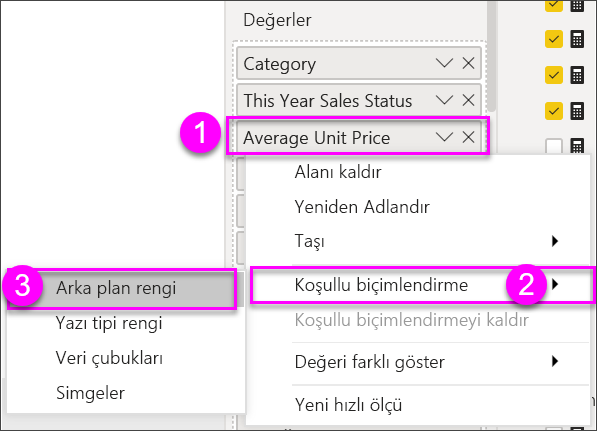 Değerler
Category
This Year Sales Status
1
Average Unit Price
Alanı kaldır
Yeniden Adlandır
Taşı
Koşullu biçimlendirme
2
Koşullu biçimlendirmeyi kaldır
Değeri farklı göster
Yeni hızlı ölçü
3
Arka plan rengi
Yazı tipi rengi
Veri çubukları
Simgeler